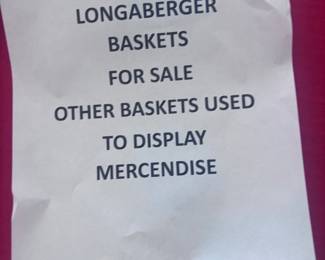 LONGABERGER
BASKETS
FOR SALE
OTHER BASKETS USED
TO DISPLAY
MERCENDISE